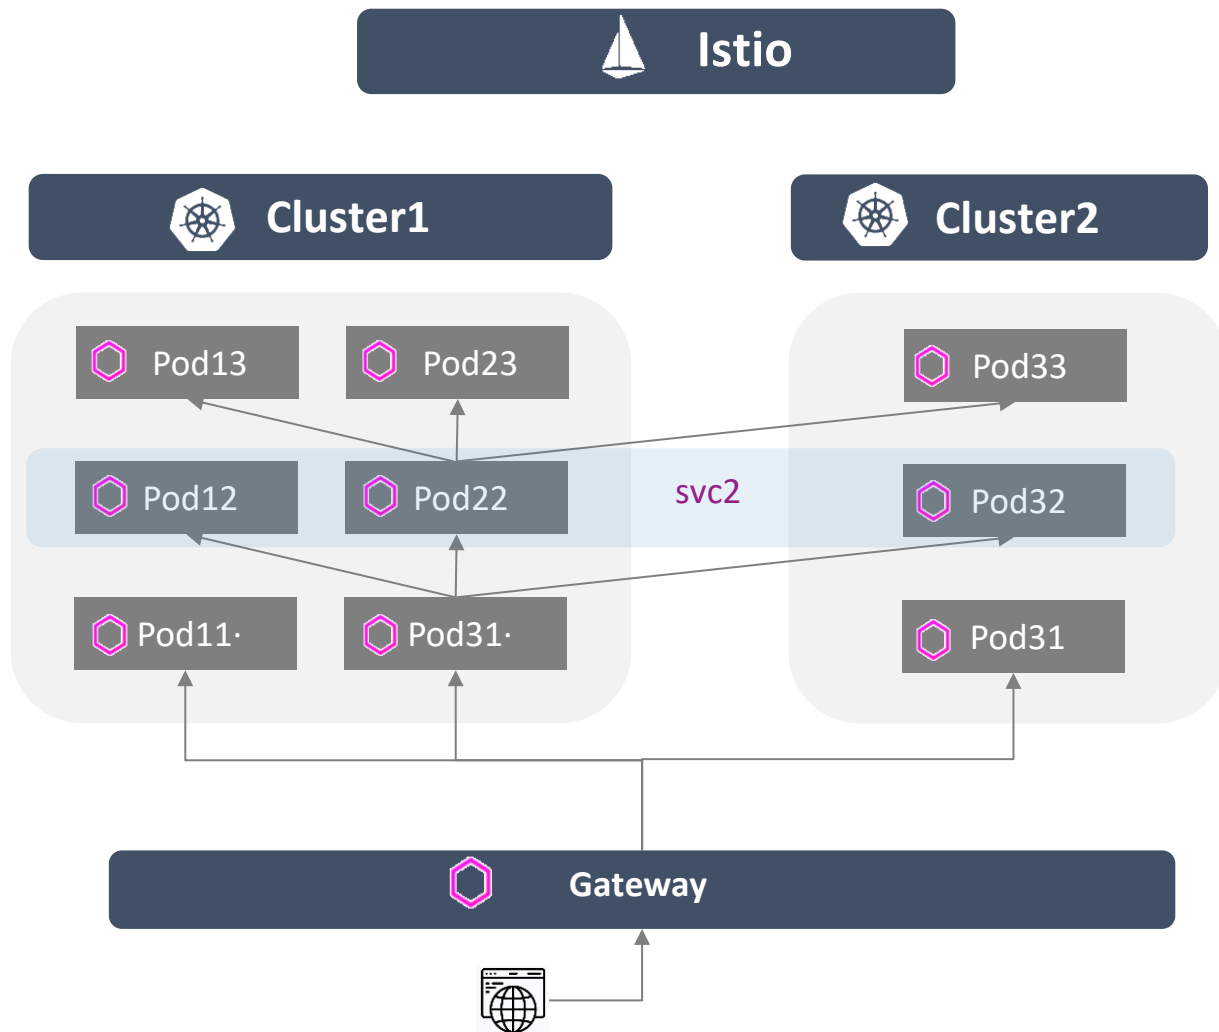 Istio
Cluster1
Cluster2
Pod13
Pod23
Pod33
Pod12
Pod22
svc2
Pod32
Pod11·
Pod31·
Pod31
Gateway